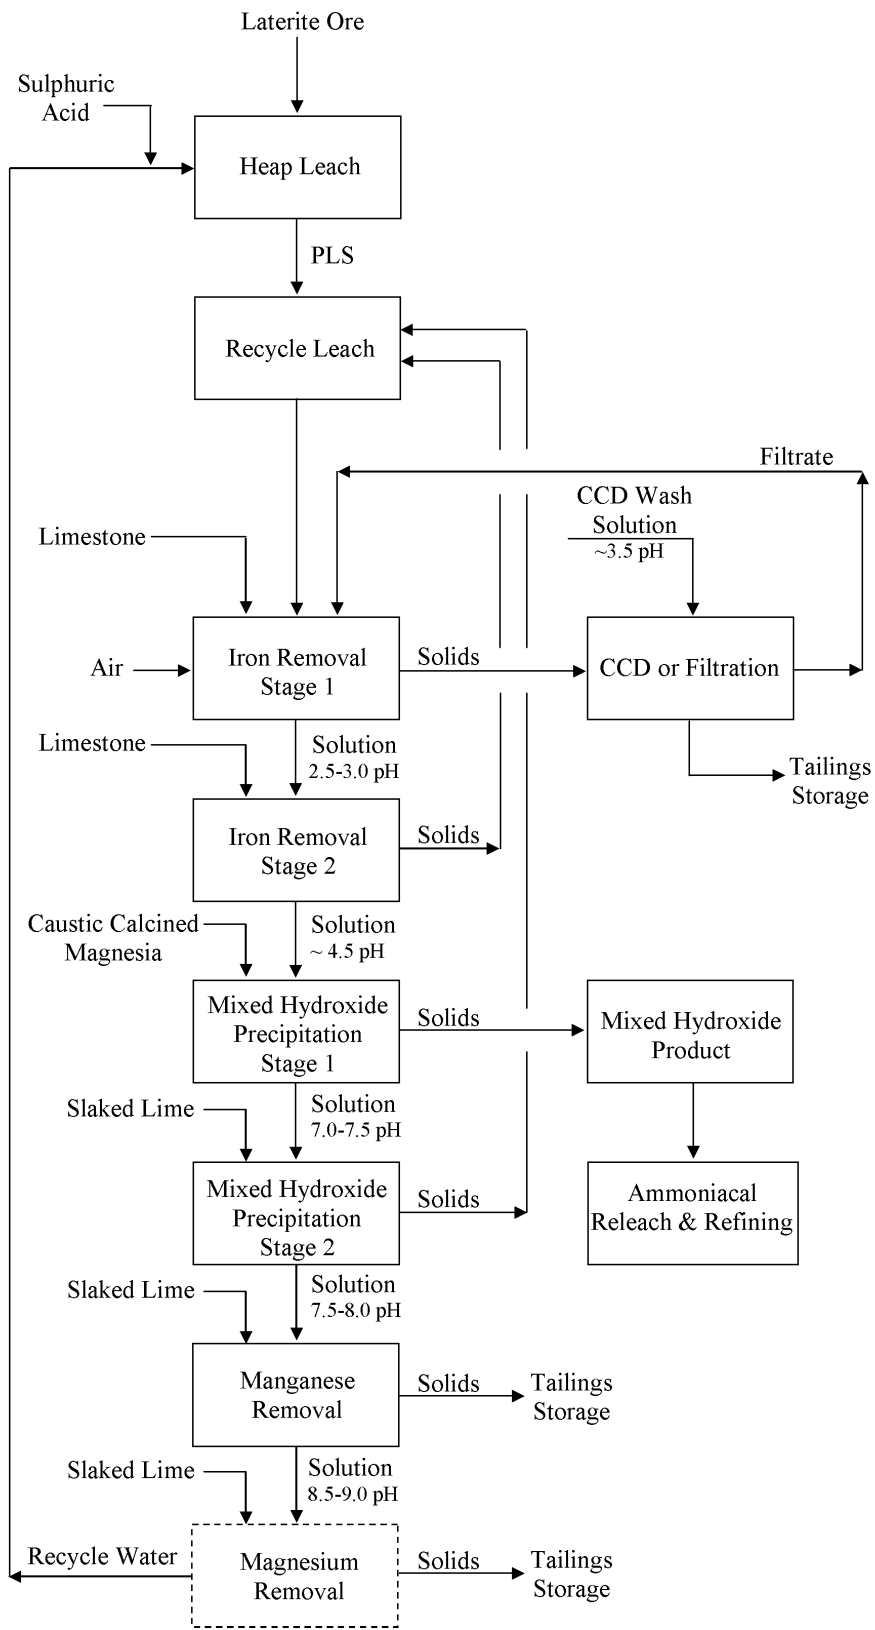 Laterite Ore
Sulphuric
Acid
Heap Leach
PLS
Recycle Leach
Filtrate
CCD Wash
Solution
~3.5 pH
Limestone
Iron Removal
Stage 1
Solids
CCD or Filtration
Air
Limestone
Solution
2.5-3.0 pH
Tailings
Storage
Iron Removal
Stage 2
Solids
Caustic Calcined
Magnesia
Solution
~ 4.5 pH
Mixed Hydroxide
Precipitation
Stage 1
Solids
Mixed Hydroxide
Product
Slaked Lime
Solution
7.0-7.5 pH
Mixed Hydroxide
Precipitation
Stage 2
Solids
Ammoniacal
Releach & Refining
Slaked Lime
Solution
7.5-8.0 pH
Manganese
Removal
Solids
Tailings
Storage
Slaked Lime
Solution
8.5-9.0 pH
Recycle Water
Magnesium
Removal
Solids
Tailings
Storage